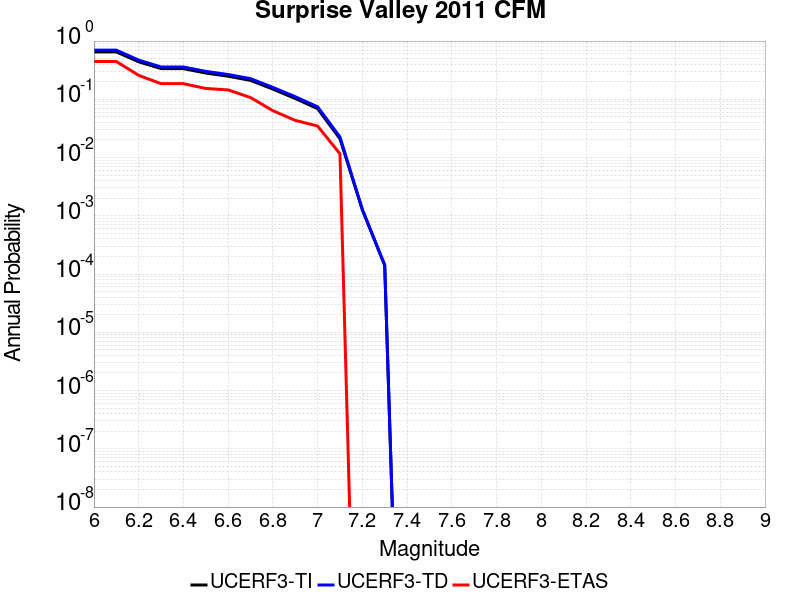 Surprise Valley 2011 CFM
10^0
10^-1
10^-2
10^-3
10^-4
10^-5
10^-6
10^-7
10^-8
Annual Probability
6 6.2 6.4 6.6 6.8 7 7.2 7.4 7.6 7.8 8 8.2 8.4 8.6 8.8 9
Magnitude
UCERF3-TI UCERF3-TD UCERF3-ETAS